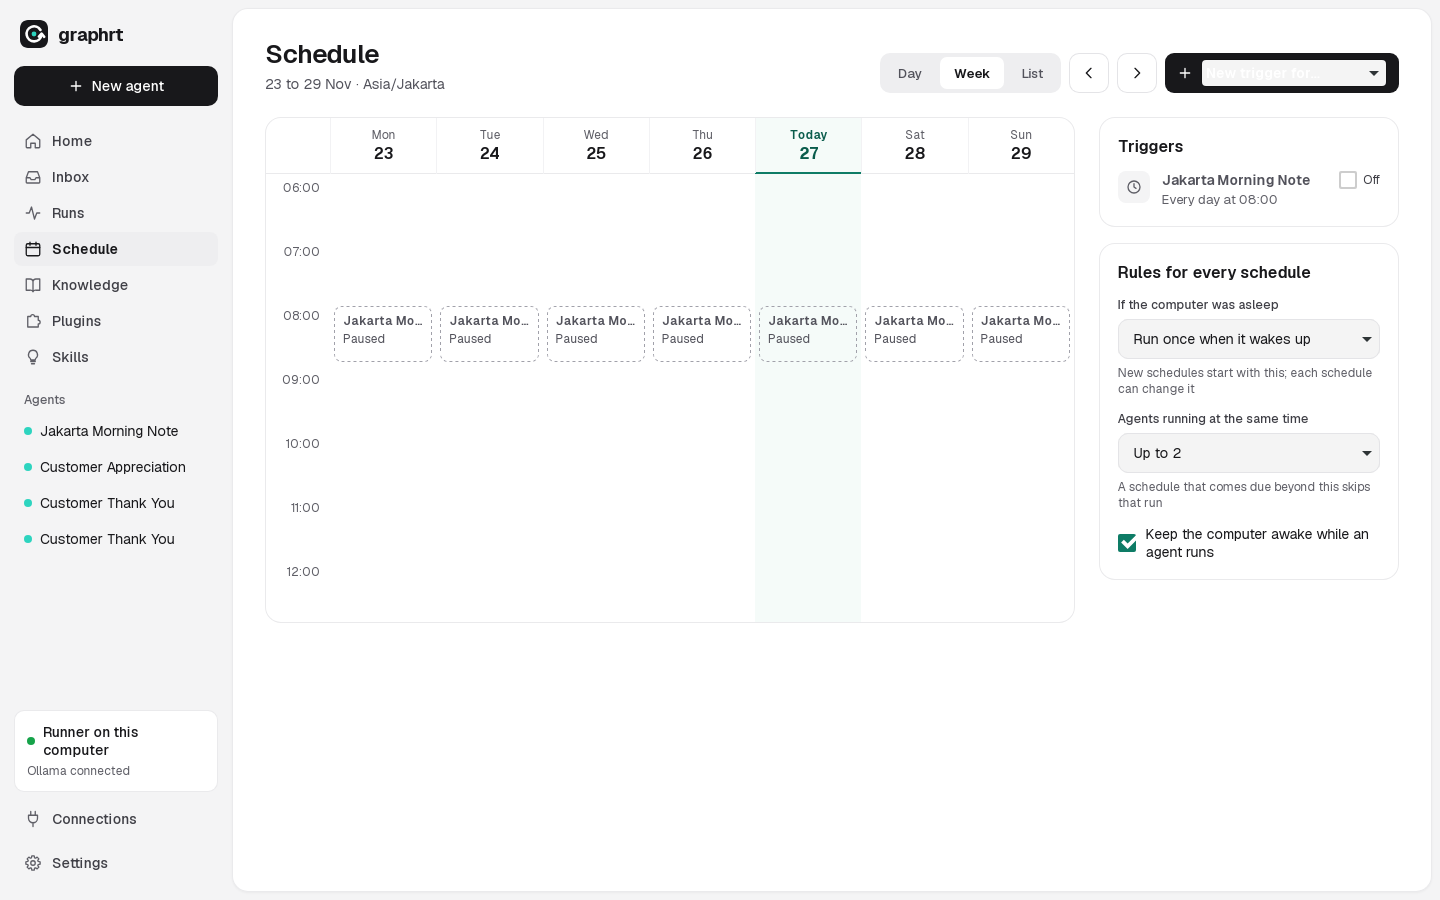 graphrt
New agent
Home
Inbox
Runs
Schedule
Knowledge
Plugins
Skills
Agents
Jakarta Morning Note
Customer Appreciation
Customer Thank You
Customer Thank You
Runner on this
computer
Ollama connected
Connections
Settings
Schedule
23 to 29 Nov · Asia/Jakarta
Day
Week
List
New trigger for...
Mon
23
Tue
24
Wed
25
Thu
26
Today
27
Sat
28
Sun
29
06:00
07:00
08:00
Jakarta Mo...
Paused
Jakarta Mo...
Paused
Jakarta Mo...
Paused
Jakarta Mo...
Paused
Jakarta Mo...
Paused
Jakarta Mo...
Paused
Jakarta Mo...
Paused
09:00
10:00
11:00
12:00
Triggers
Jakarta Morning Note
Every day at 08:00
Off
Rules for every schedule
If the computer was asleep
Run once when it wakes up
New schedules start with this; each schedule
can change it
Agents running at the same time
Up to 2
A schedule that comes due beyond this skips
that run
Keep the computer awake while an
agent runs